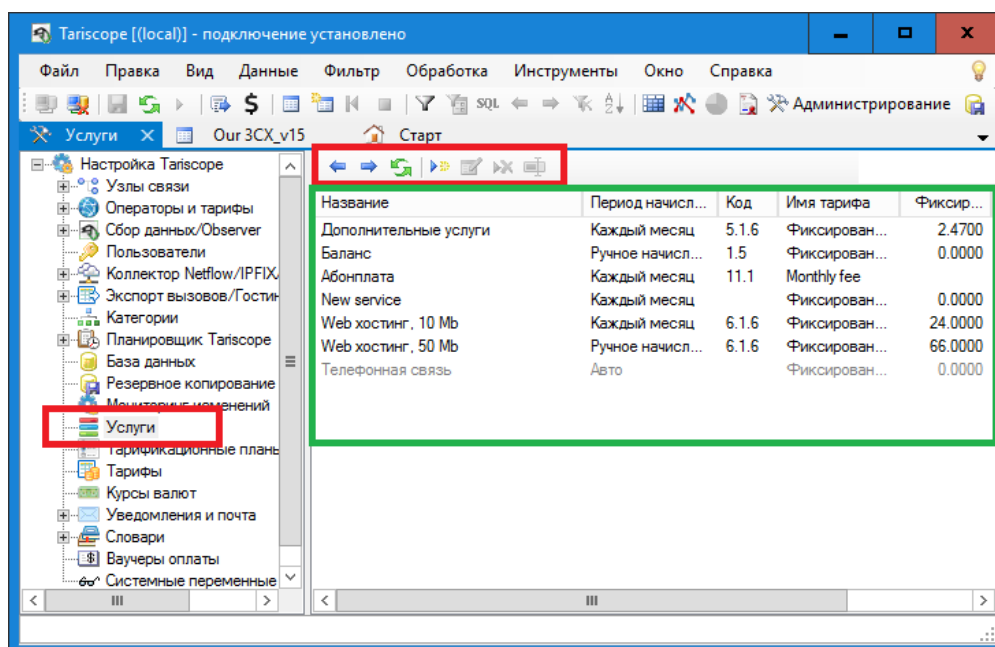 Tariscope [(local)] - подключение установлено
Файл Правка Вид Данные Фильтр Обработка Инструменты Окно Справка
SQL Администрирование
Услуги Our 3CX_v15 Старт
Настройка Tariscope
Узлы связи
Операторы и тарифы
Сбор данных/Observer
Пользователи
Коллектор Netflow/IPFIX
Экспорт вызовов/Гостин
Категории
Планировщик Tariscope
База данных
Резервное копирование
Мониторинг изменений
Услуги
Тарификационные планы
Тарифы
Курсы валют
Уведомления и почта
Словари
Ваучеры оплаты
Системные переменные
Название Период начисл... Код Имя тарифа Фиксир...
Дополнительные услуги Каждый месяц 5.1.6 Фиксирован... 2.4700
Баланс Ручное начисл... 1.5 Фиксирован... 0.0000
Абонплата Каждый месяц 11.1 Monthly fee
New service Каждый месяц Фиксирован... 0.0000
Web хостинг, 10 Mb Каждый месяц 6.1.6 Фиксирован... 24.0000
Web хостинг, 50 Mb Ручное начисл... 6.1.6 Фиксирован... 66.0000
Телефонная связь Авто Фиксирован... 0.0000